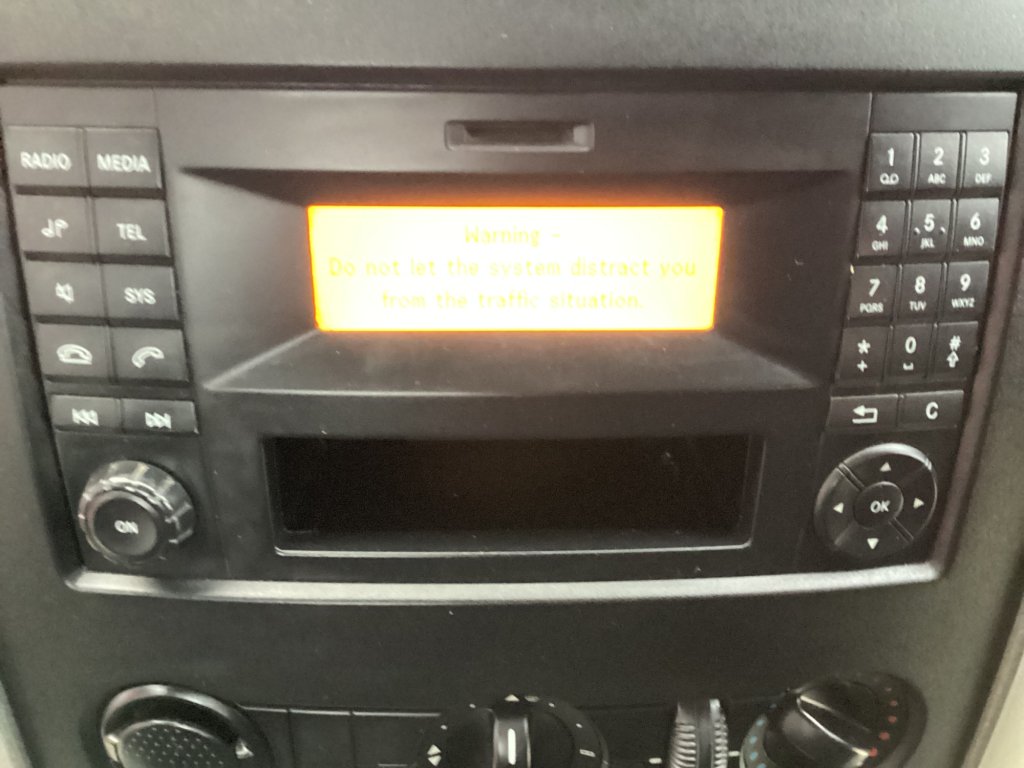 RADIO MEDIA
TEL
SYS
ON
Warning -
Do not let the system distract you
from the traffic situation.
1 2 ABC 3 DEF
4 GHI 5 JKL 6 MNO
7 PQRS 8 TUV 9 WXYZ
* + 0 #
C
OK